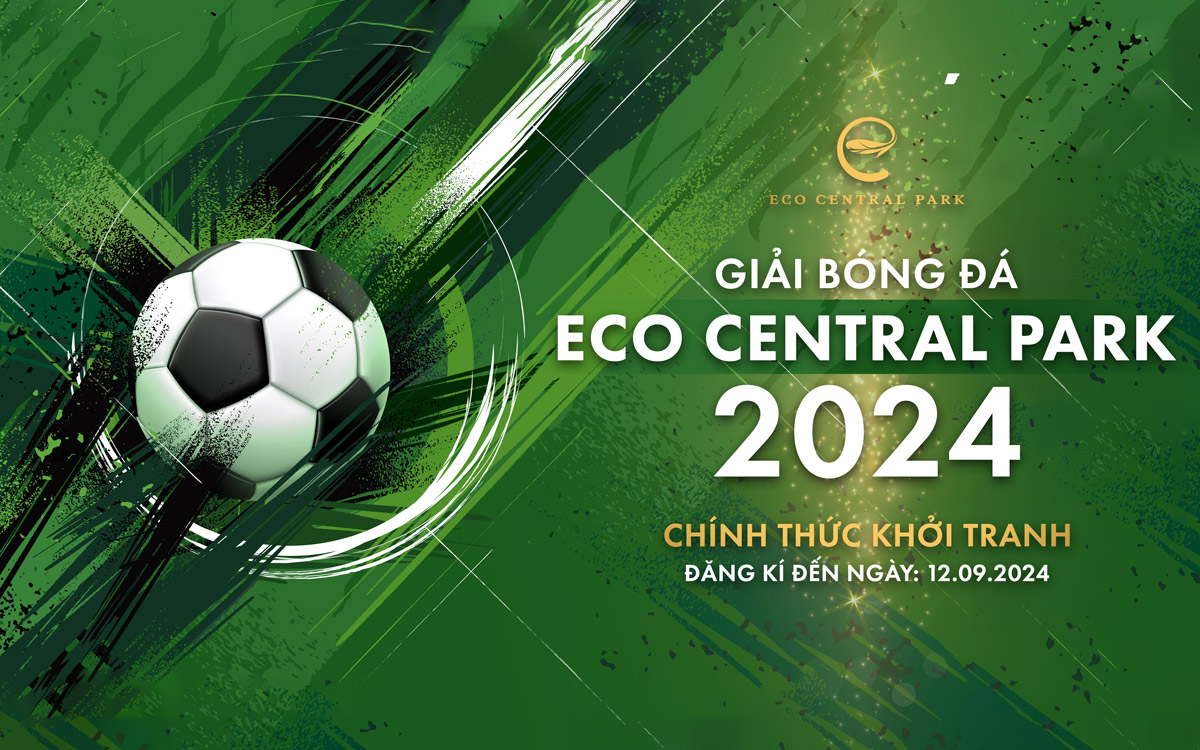 ECO CENTRAL PARK
GIẢI BÓNG ĐÁ
ECO CENTRAL PARK
2024
CHÍNH THỨC KHỞI TRANH
ĐĂNG KÍ ĐẾN NGÀY: 12.09.2024